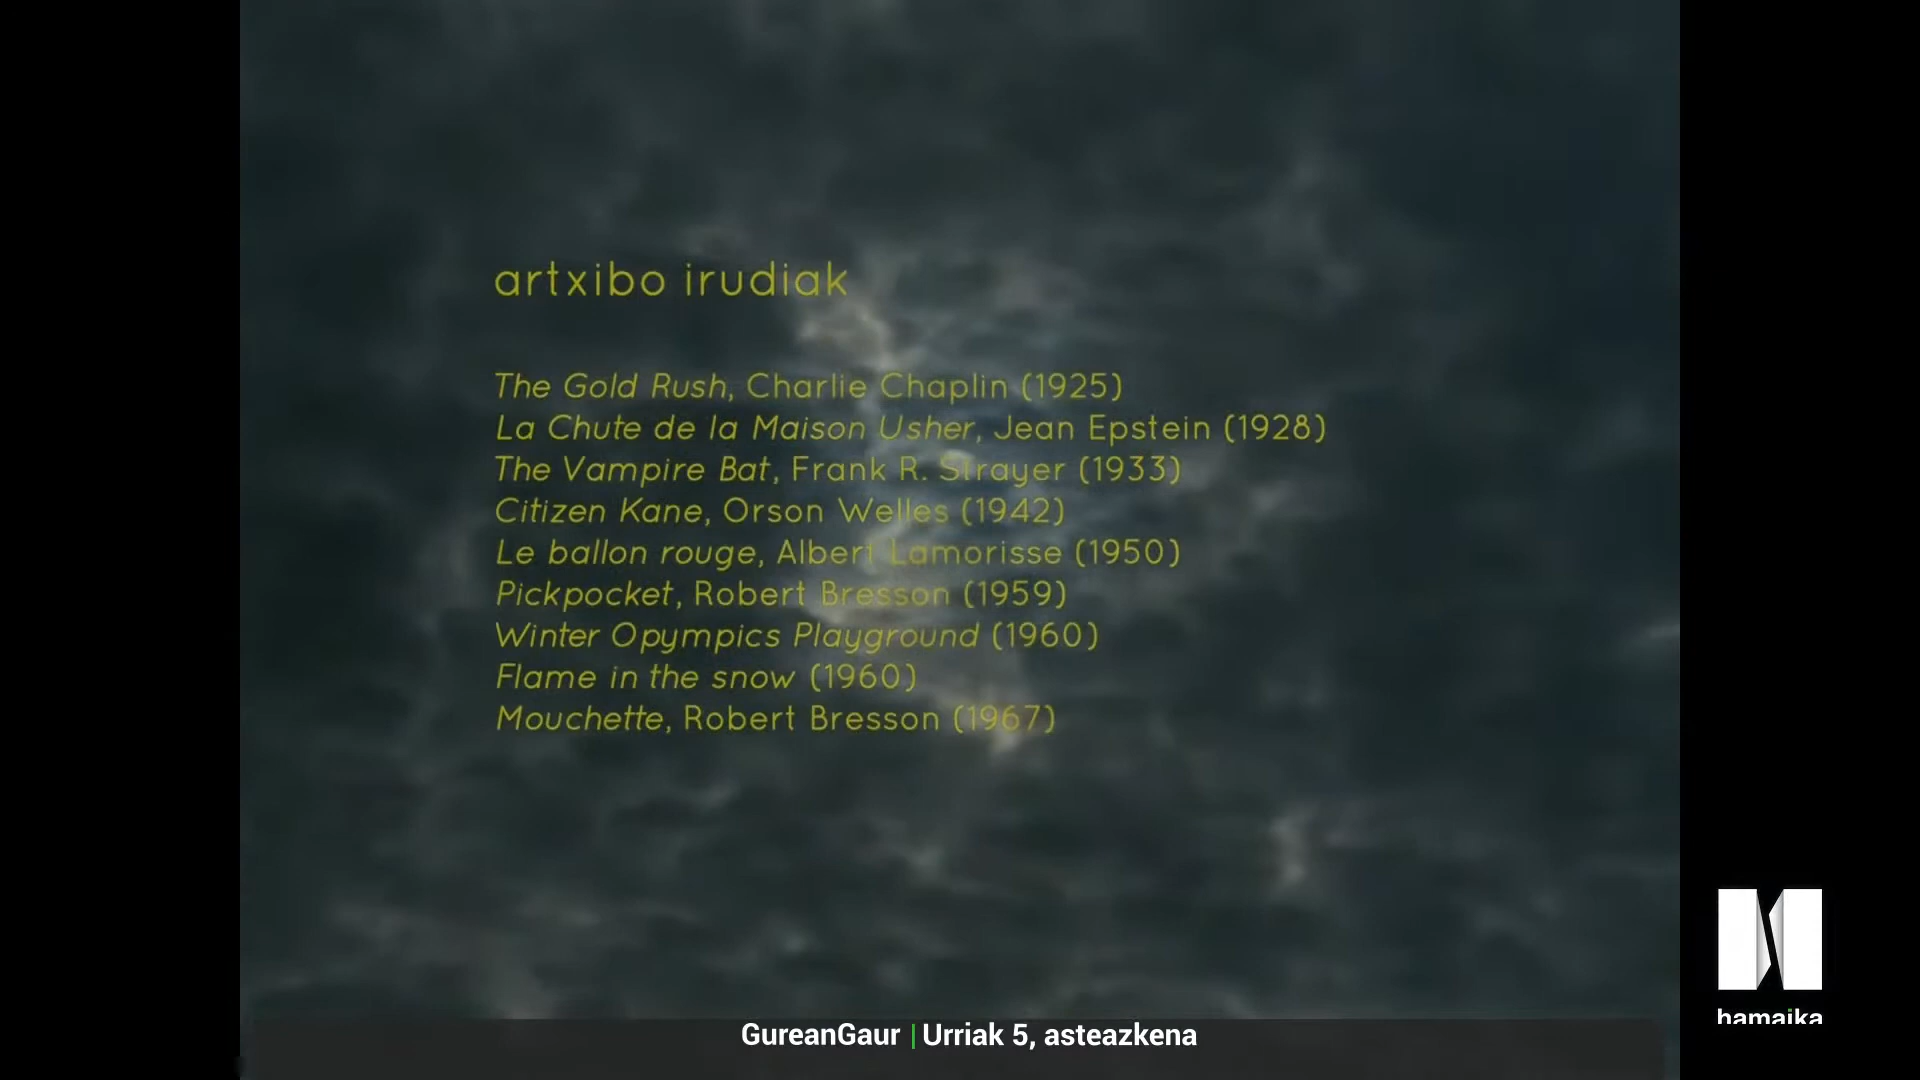 artxibo irudiak
The Gold Rush, Charlie Chaplin (1925)
La Chute de la Maison Usher, Jean Epstein (1928)
The Vampire Bat, Frank R. Strayer (1933)
Citizen Kane, Orson Welles (1942)
Le ballon rouge, Albert Lamorisse (1950)
Pickpocket, Robert Bresson (1959)
Winter Opympics Playground (1960)
Flame in the snow (1960)
Mouchette, Robert Bresson (1967)
hamaika
GureanGaur | Urriak 5, asteazkena